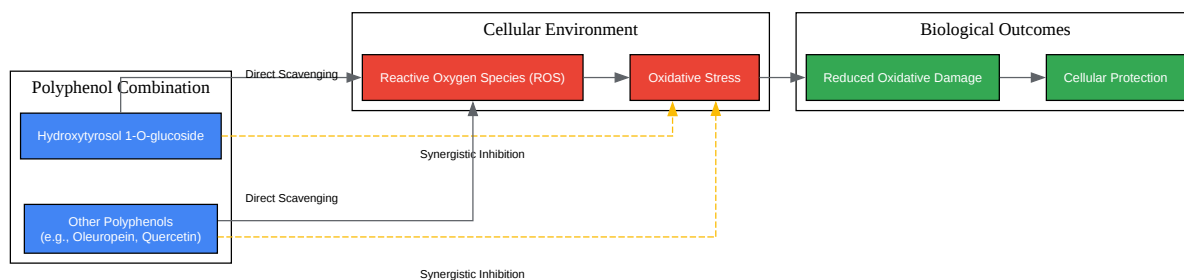 Cellular Environment
Biological Outcomes
Direct Scavenging
Reactive Oxygen Species (ROS)
Oxidative Stress
Reduced Oxidative Damage
Cellular Protection
Polyphenol Combination
Hydroxytyrosol 1-O-glucoside
Synergistic Inhibition
Direct Scavenging
Other Polyphenols
(e.g., Oleuropein, Quercetin)
Synergistic Inhibition